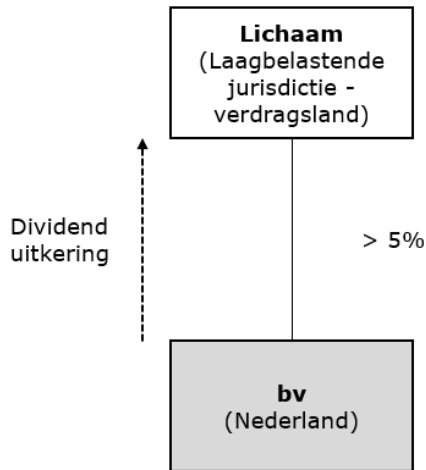 Lichaam
(Laagbelastende
jurisdictie -
verdragsland)
Dividend
uitkering
> 5%
bv
(Nederland)